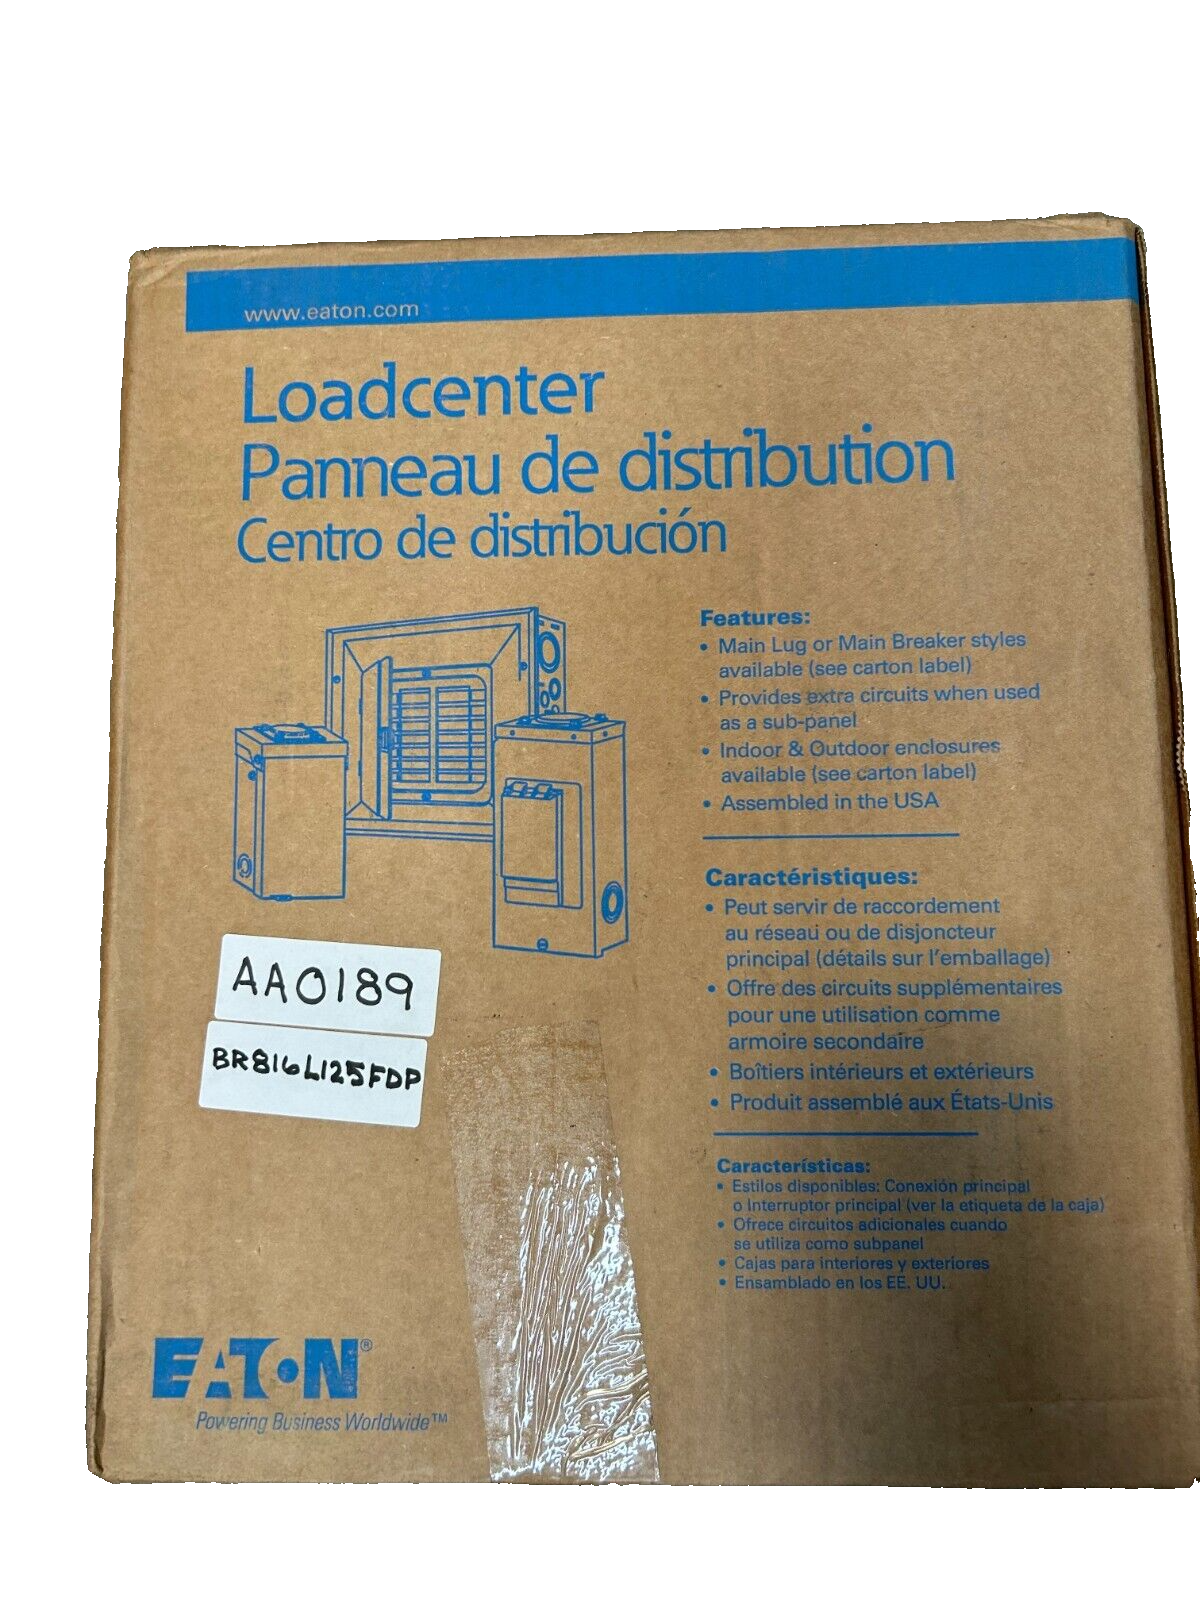 www.eaton.com
Loadcenter
Panneau de distribution
Centro de distribución
Features:
• Main Lug or Main Breaker styles
available (see carton label)
• Provides extra circuits when used
as a sub-panel
• Indoor & Outdoor enclosures
available (see carton label)
• Assembled in the USA
Caractéristiques:
• Peut servir de raccordement
au réseau ou de disjoncteur
principal (détails sur l'emballage)
• Offre des circuits supplémentaires
pour une utilisation comme
armoire secondaire
• Boîtiers intérieurs et extérieurs
• Produit assemblé aux États-Unis
Características:
• Estilos disponibles: Conexión principal
o Interruptor principal (ver la etiqueta de la caja)
• Ofrece circuitos adicionales cuando
se utiliza como subpanel
• Cajas para interiores y exteriores
• Ensamblado en los EE. UU.
AA0189
BR816L125FDP
EATON®
Powering Business Worldwide™